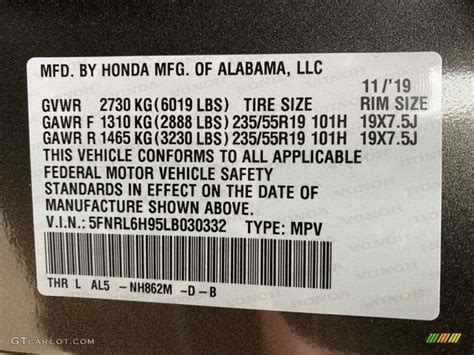 MFD. BY HONDA MFG. OF ALABAMA, LLC
11/'19
GVWR 2730 KG (6019 LBS) TIRE SIZE RIM SIZE
GAWR F 1310 KG (2888 LBS) 235/55R19 101H 19X7.5J
GAWR R 1465 KG (3230 LBS) 235/55R19 101H 19X7.5J
THIS VEHICLE CONFORMS TO ALL APPLICABLE
FEDERAL MOTOR VEHICLE SAFETY
STANDARDS IN EFFECT ON THE DATE OF
MANUFACTURE SHOWN ABOVE.
V.I.N.: 5FNRL6H95LB030332 TYPE: MPV
THR L AL5 -NH862M -D-B
© GTCARLOT.COM